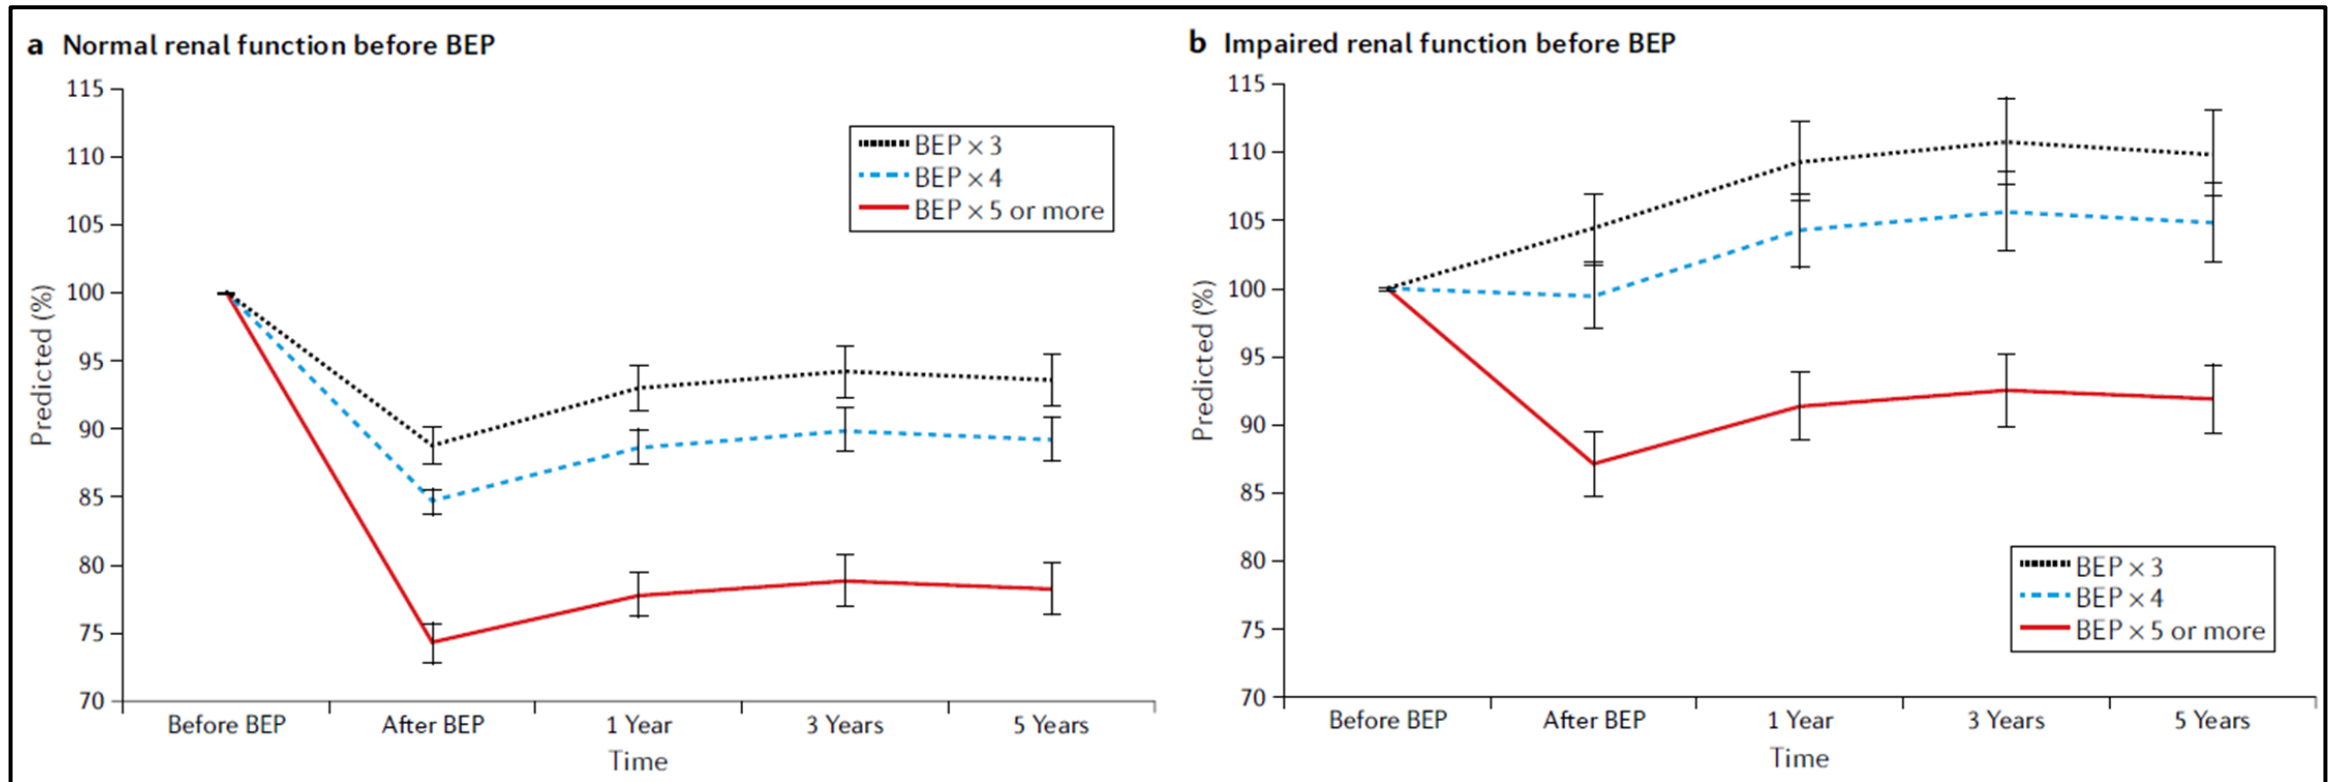 a Normal renal function before BEP
115
110
105
100
95
90
85
80
75
70
Predicted (%)
BEP × 3
BEP × 4
BEP × 5 or more
Before BEP After BEP 1 Year 3 Years 5 Years
Time
b Impaired renal function before BEP
115
110
105
100
95
90
85
80
75
70
Predicted (%)
BEP × 3
BEP × 4
BEP × 5 or more
Before BEP After BEP 1 Year 3 Years 5 Years
Time